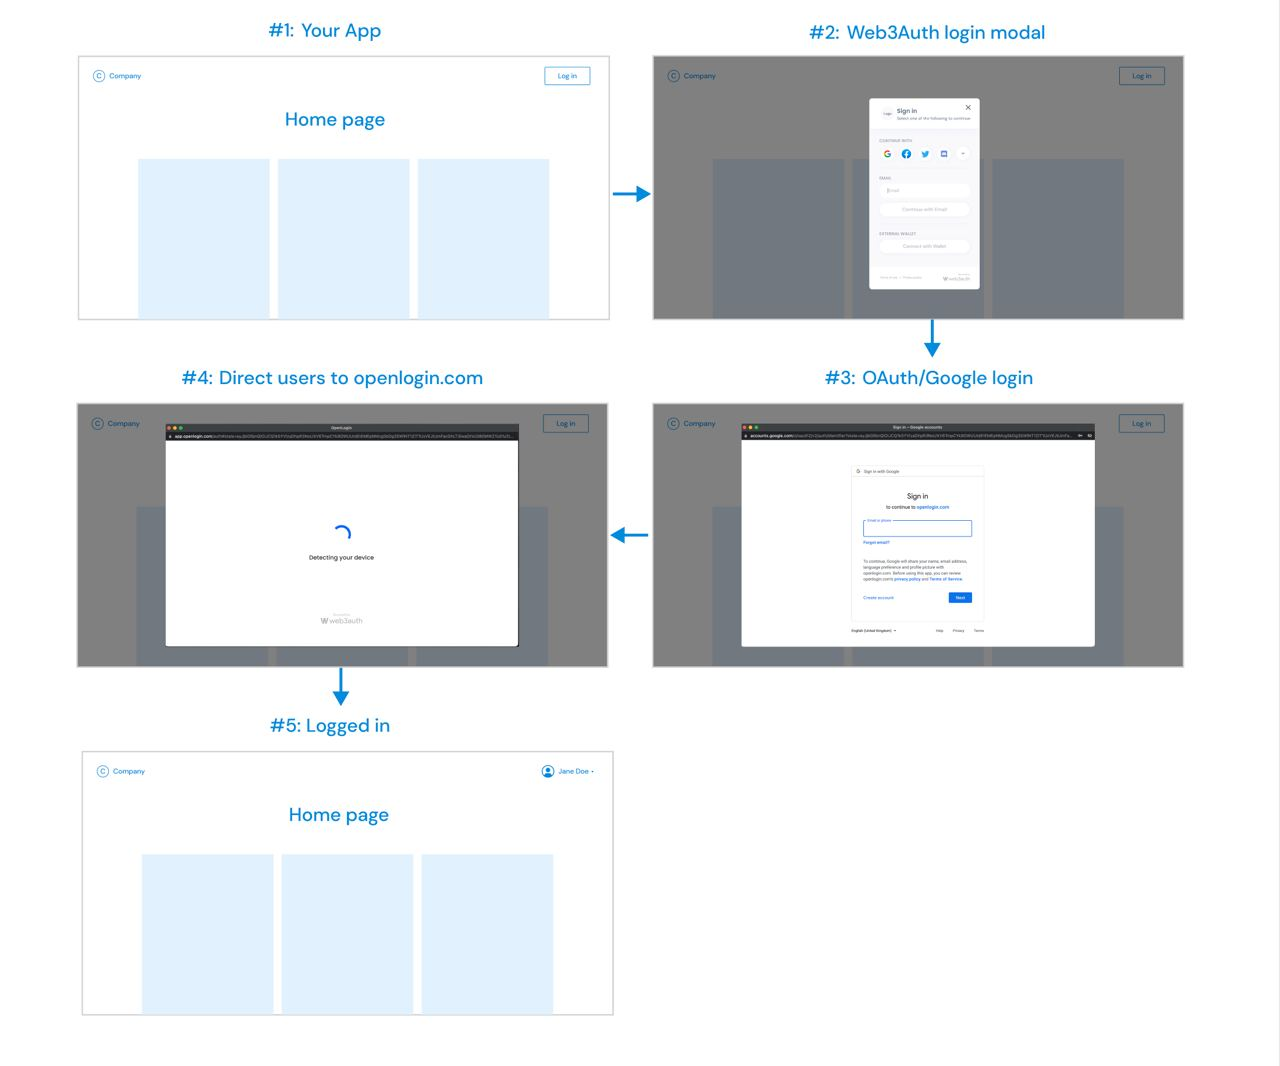 #1: Your App
C Company
Log in
Home page
#2: Web3Auth login modal
C Company
Log in
Logo
Sign in
Select one of the following to continue
CONTINUE WITH
EMAIL
Email
Continue with Email
EXTERNAL WALLET
Connect with Wallet
Terms of use | Privacy policy
web3auth
#3: OAuth/Google login
C Company
Log in
Sign in – Google accounts
accounts.google.com
Sign in with Google
Sign in
to continue to openlogin.com
Email or phone
Forgot email?
To continue, Google will share your name, email address,
language preference and profile picture with
openlogin.com. Before using this app, you can review
openlogin.com's privacy policy and Terms of Service.
Create account
Next
English (United Kingdom)
Help
Privacy
Terms
#4: Direct users to openlogin.com
C Company
Log in
OpenLogin
app.openlogin.com
Detecting your device
web3auth
#5: Logged in
C Company
Jane Doe
Home page